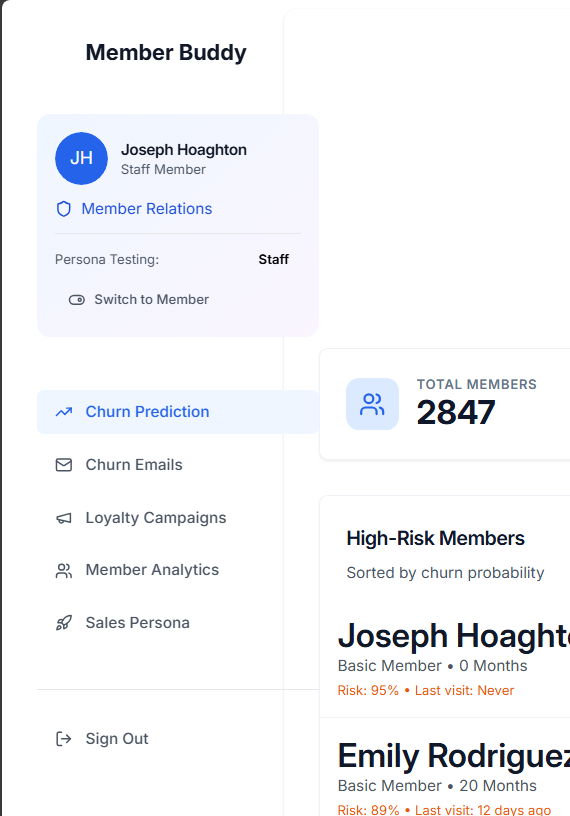 Member Buddy
JH
Joseph Hoaghton
Staff Member
Member Relations
Persona Testing:
Staff
Switch to Member
Churn Prediction
Churn Emails
Loyalty Campaigns
Member Analytics
Sales Persona
Sign Out
TOTAL MEMBERS
2847
High-Risk Members
Sorted by churn probability
Joseph Hoaghto
Basic Member • 0 Months
Risk: 95% • Last visit: Never
Emily Rodriguez
Basic Member • 20 Months
Risk: 89% • Last visit: 12 days ago